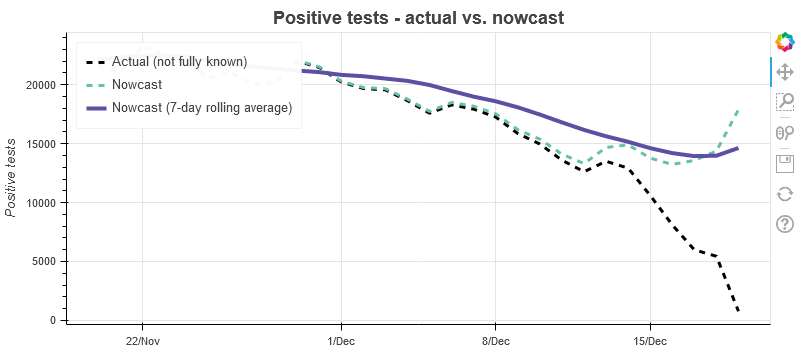 Positive tests - actual vs. nowcast
Actual (not fully known)
Nowcast
Nowcast (7-day rolling average)
Positive tests
20000
15000
10000
5000
0
22/Nov
1/Dec
8/Dec
15/Dec